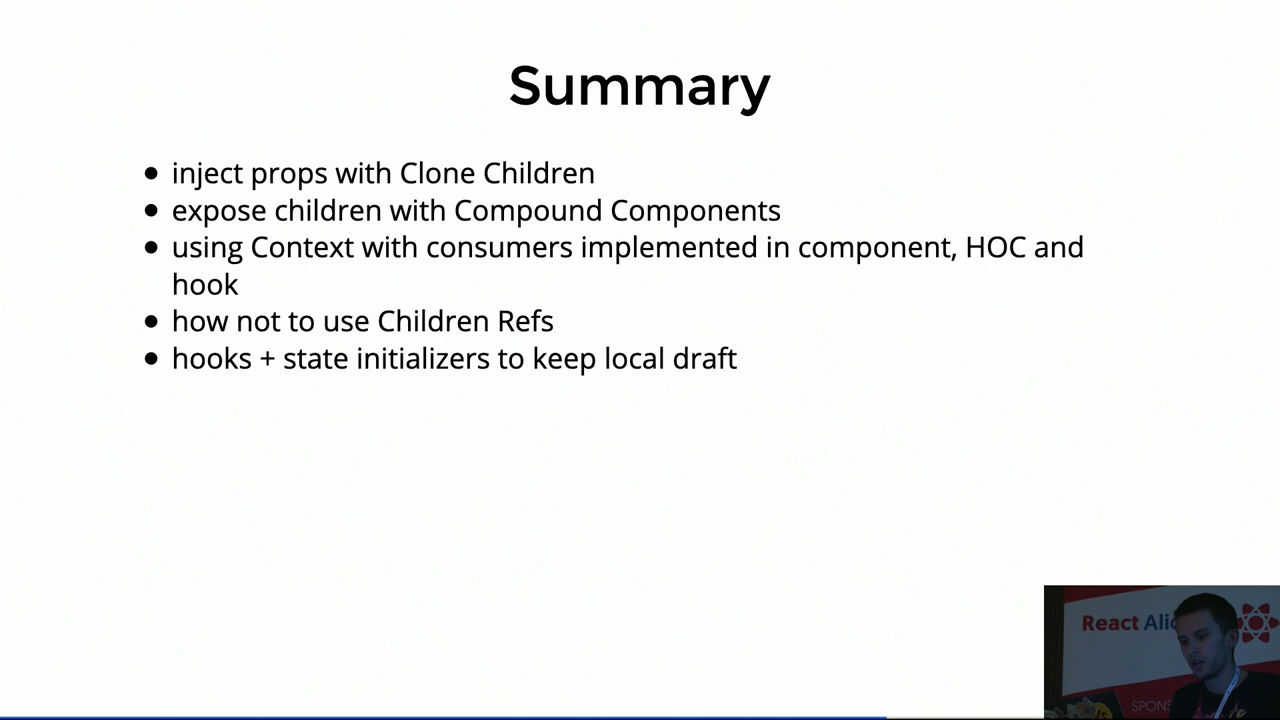 Summary
• inject props with Clone Children
• expose children with Compound Components
• using Context with consumers implemented in component, HOC and
hook
• how not to use Children Refs
• hooks + state initializers to keep local draft
React